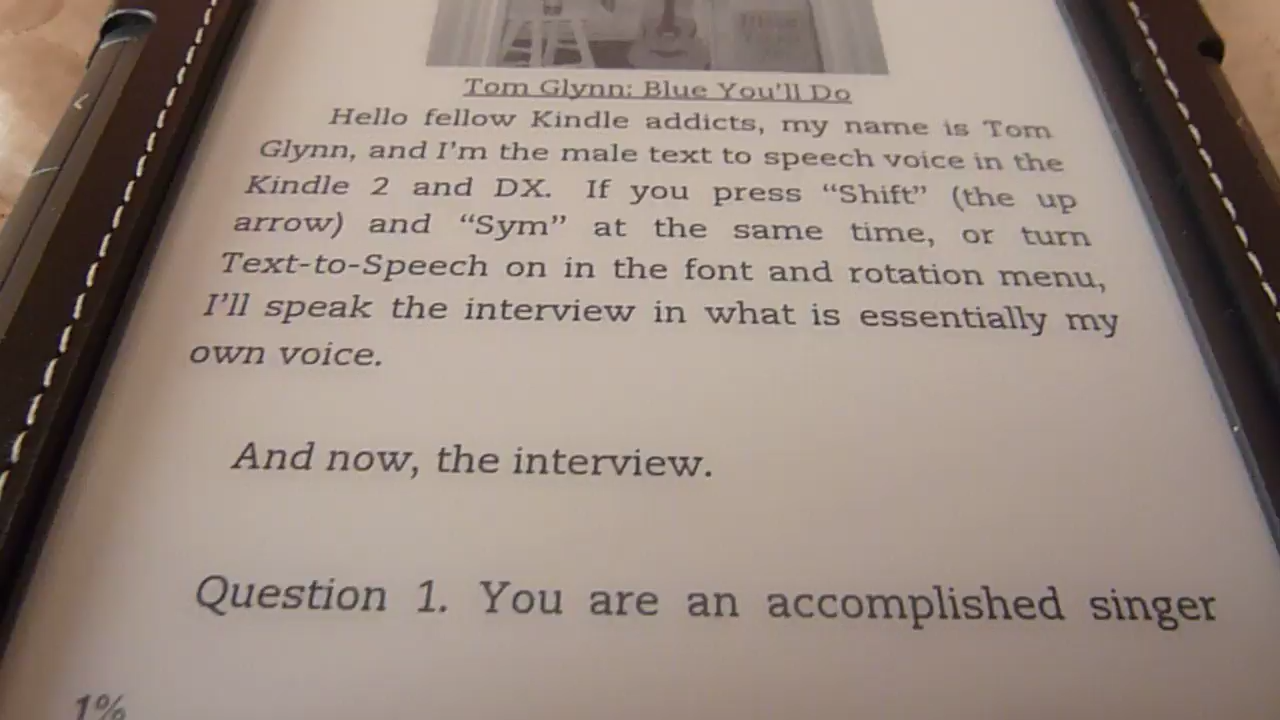 Tom Glynn: Blue You'll Do
Hello fellow Kindle addicts, my name is Tom
Glynn, and I'm the male text to speech voice in the
Kindle 2 and DX. If you press “Shift” (the up
arrow) and “Sym” at the same time, or turn
Text-to-Speech on in the font and rotation menu,
I'll speak the interview in what is essentially my
own voice.
And now, the interview.
Question 1. You are an accomplished singer
1%